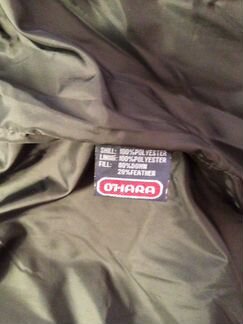 SHELL: 100%POLYESTER
LINING: 100%POLYESTER
FILL: 80%DOWN
20%FEATHER
O'HARA